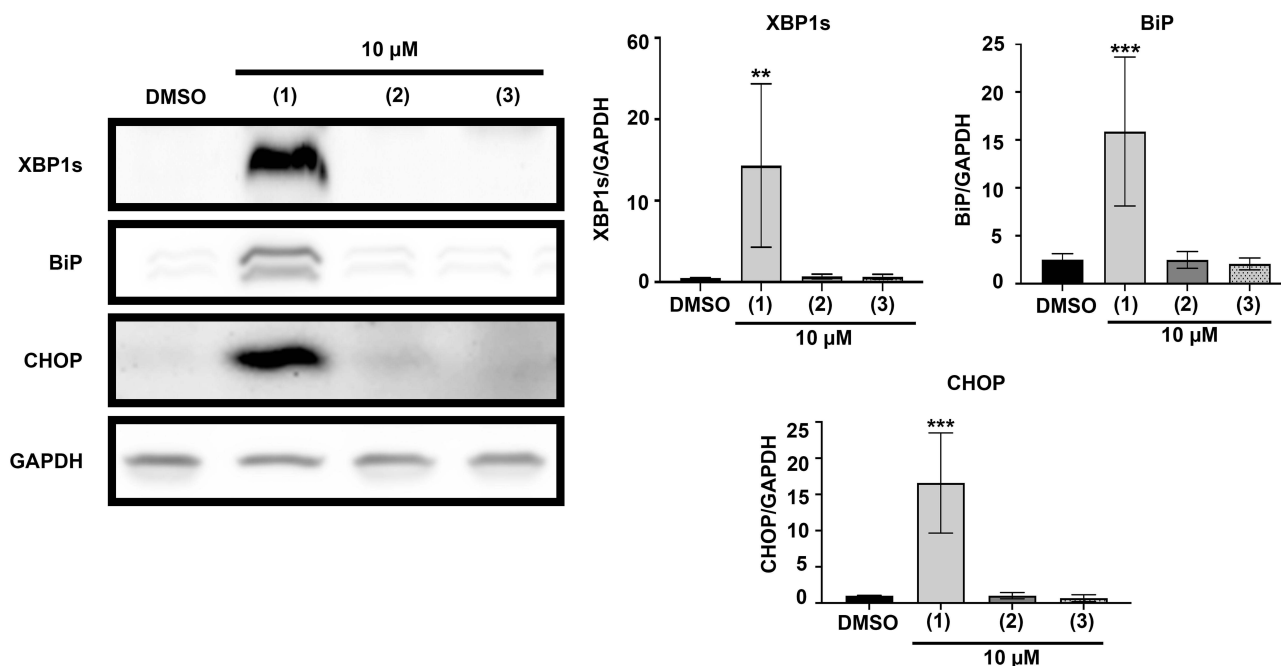 10 µM
DMSO (1) (2) (3)
XBP1s
BiP
CHOP
GAPDH
XBP1s
XBP1s/GAPDH
60
20
10
0
**
DMSO (1) (2) (3)
10 µM
BiP
BiP/GAPDH
25
20
15
10
5
0
***
DMSO (1) (2) (3)
10 µM
CHOP
CHOP/GAPDH
25
20
15
10
5
0
***
DMSO (1) (2) (3)
10 µM